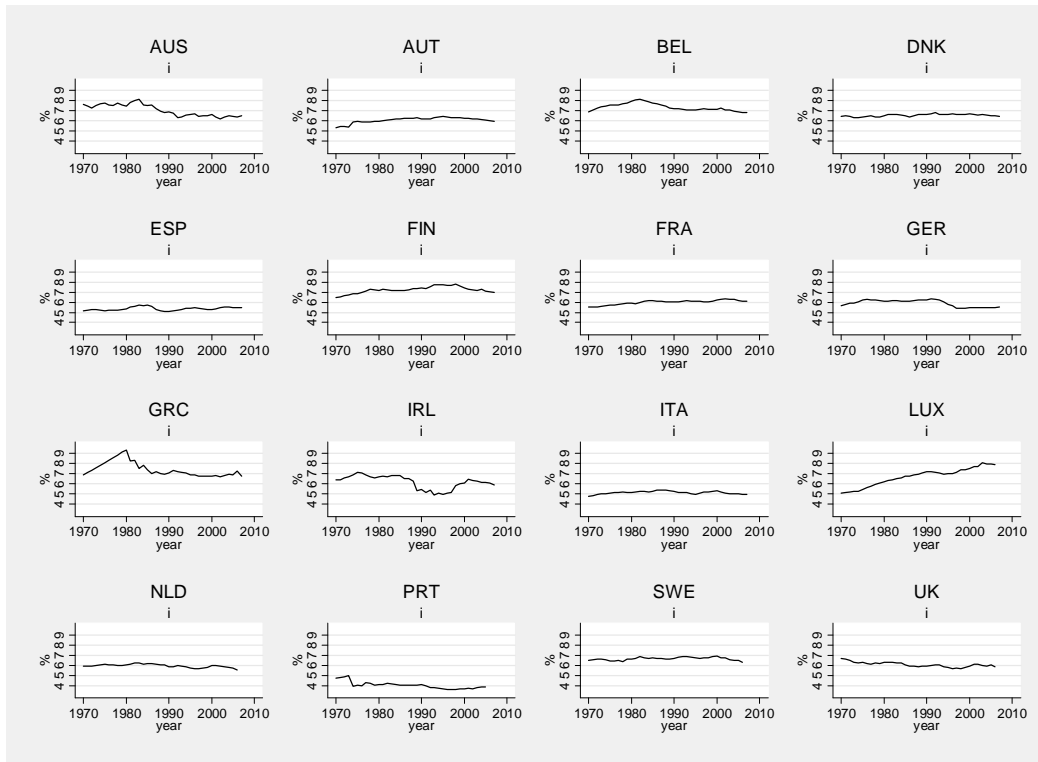 AUS AUT BEL DNK
i i i i
% 4 5 6 7 8 9 % 4 5 6 7 8 9 % 4 5 6 7 8 9 % 4 5 6 7 8 9
1970 1980 1990 2000 2010 1970 1980 1990 2000 2010 1970 1980 1990 2000 2010 1970 1980 1990 2000 2010
year year year year
ESP FIN FRA GER
i i i i
% 4 5 6 7 8 9 % 4 5 6 7 8 9 % 4 5 6 7 8 9 % 4 5 6 7 8 9
1970 1980 1990 2000 2010 1970 1980 1990 2000 2010 1970 1980 1990 2000 2010 1970 1980 1990 2000 2010
year year year year
GRC IRL ITA LUX
i i i i
% 4 5 6 7 8 9 % 4 5 6 7 8 9 % 4 5 6 7 8 9 % 4 5 6 7 8 9
1970 1980 1990 2000 2010 1970 1980 1990 2000 2010 1970 1980 1990 2000 2010 1970 1980 1990 2000 2010
year year year year
NLD PRT SWE UK
i i i i
% 4 5 6 7 8 9 % 4 5 6 7 8 9 % 4 5 6 7 8 9 % 4 5 6 7 8 9
1970 1980 1990 2000 2010 1970 1980 1990 2000 2010 1970 1980 1990 2000 2010 1970 1980 1990 2000 2010
year year year year